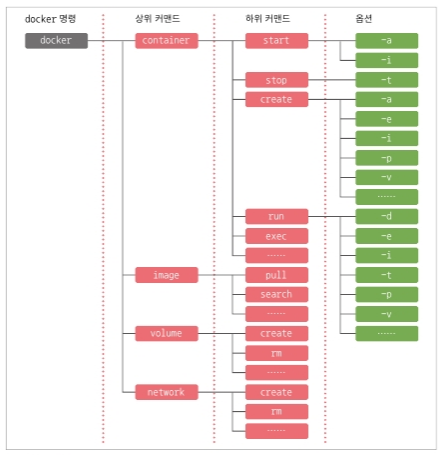 docker 명령 상위 커맨드 하위 커맨드 옵션
docker container start -a
-i
stop -t
create -a
-e
-i
-p
-v
......
run -d
exec -e
...... -i
image pull -t
search -p
...... -v
volume create ......
rm
......
network create
rm
......